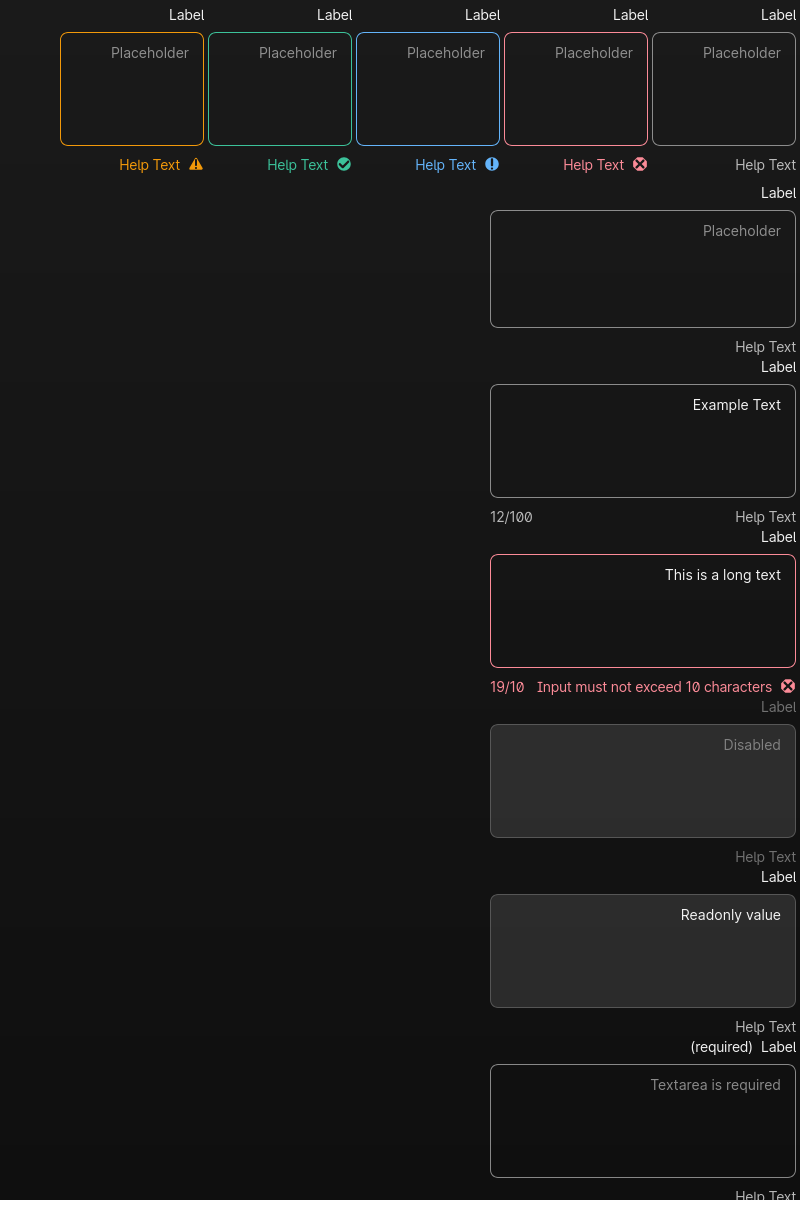 Label Label Label Label Label
Placeholder Placeholder Placeholder Placeholder Placeholder
Help Text Help Text Help Text Help Text Help Text
Label
Placeholder
Help Text
Label
Example Text
12/100 Help Text
Label
This is a long text
19/10 Input must not exceed 10 characters
Label
Disabled
Help Text
Label
Readonly value
Help Text
(required) Label
Textarea is required
Help Text